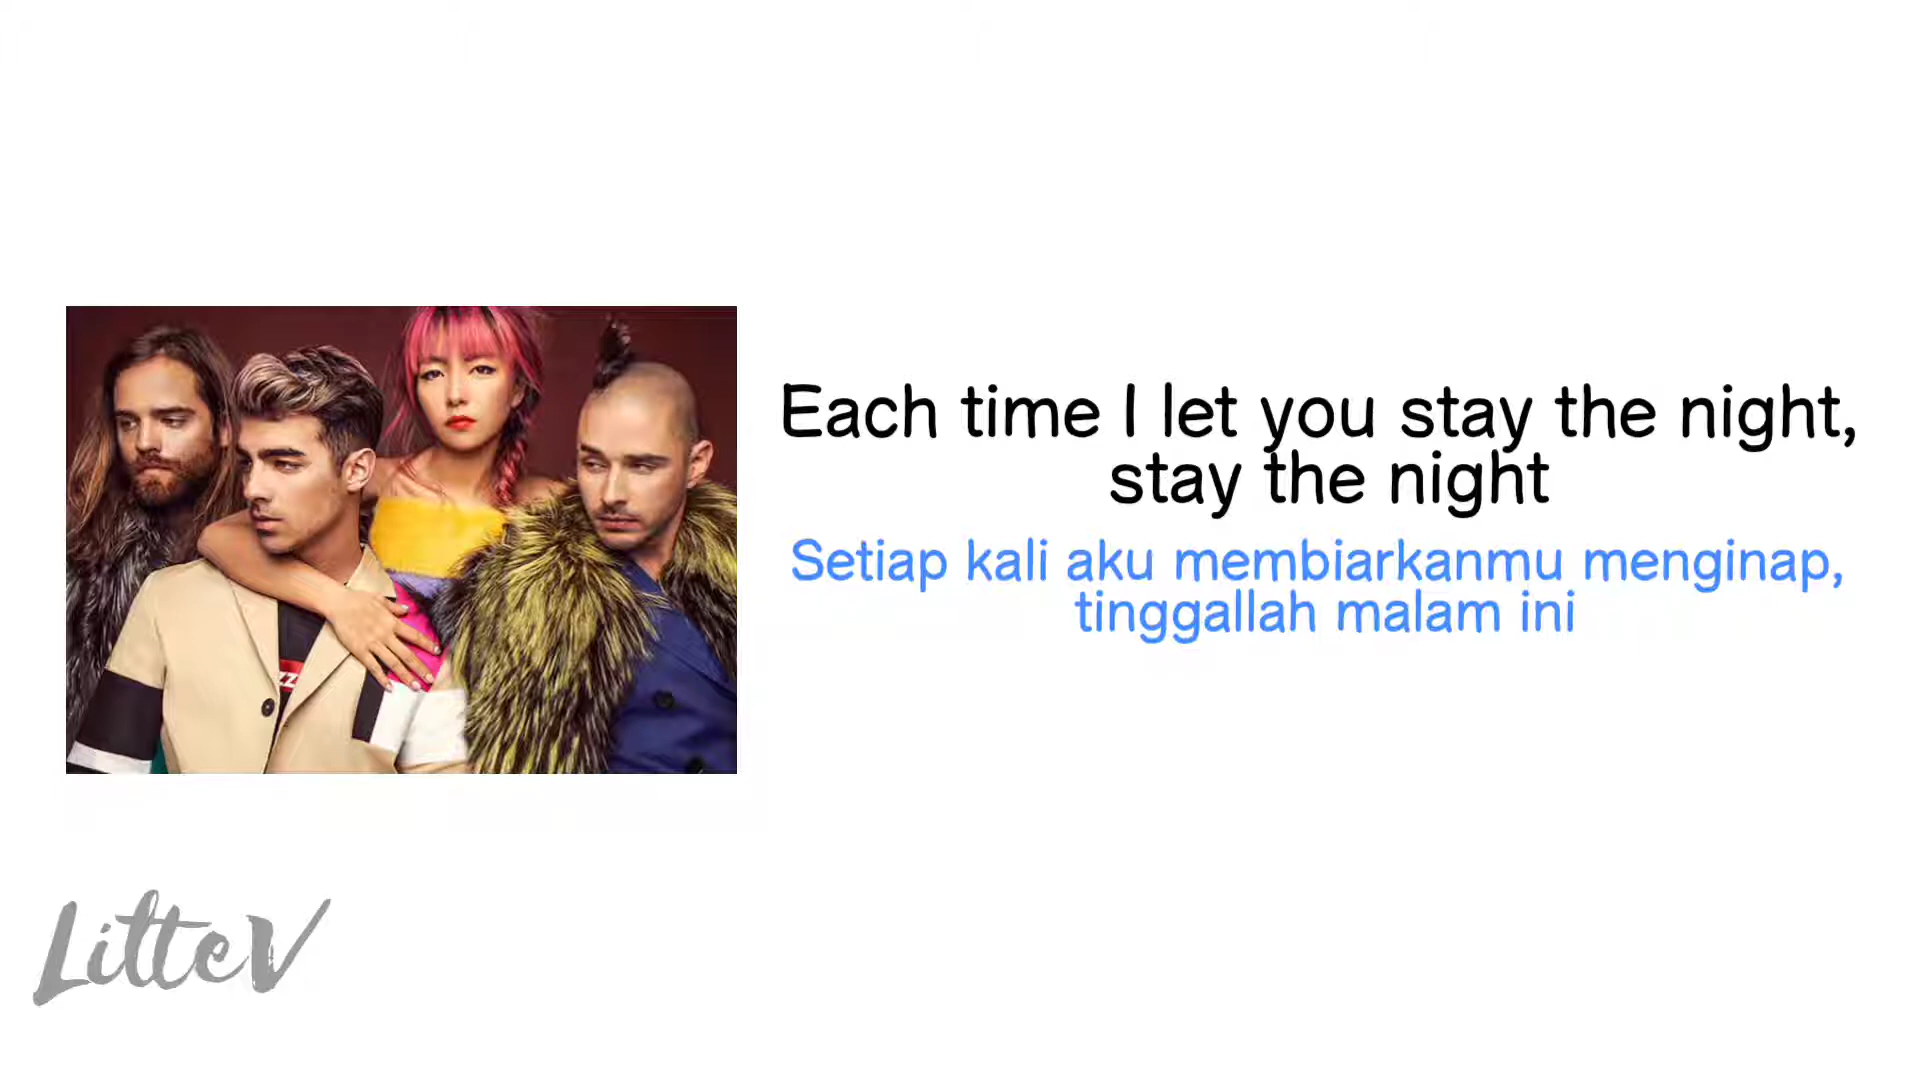 Each time I let you stay the night,
stay the night
Setiap kali aku membiarkanmu menginap,
tinggallah malam ini
LitteV